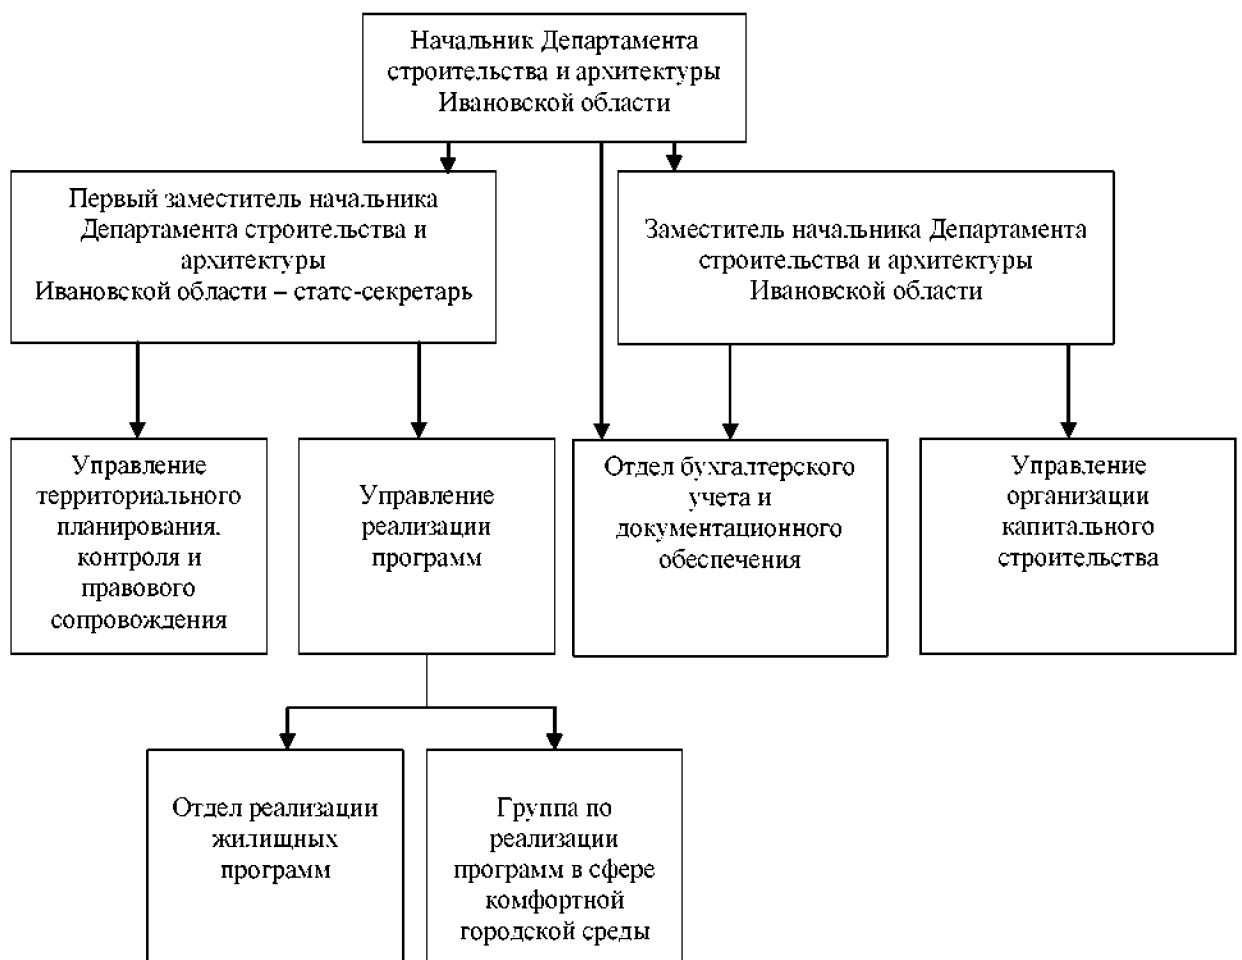 Начальник Департамента
строительства и архитектуры
Ивановской области
Первый заместитель начальника
Департамента строительства и
архитектуры
Ивановской области – статс-секретарь
Заместитель начальника Департамента
строительства и архитектуры
Ивановской области
Управление
территориального
планирования,
контроля и
правового
сопровождения
Управление
реализации
программ
Отдел бухгалтерского
учета и
документационного
обеспечения
Управление
организации
капитального
строительства
Отдел реализации
жилищных
программ
Группа по
реализации
программ в сфере
комфортной
городской среды